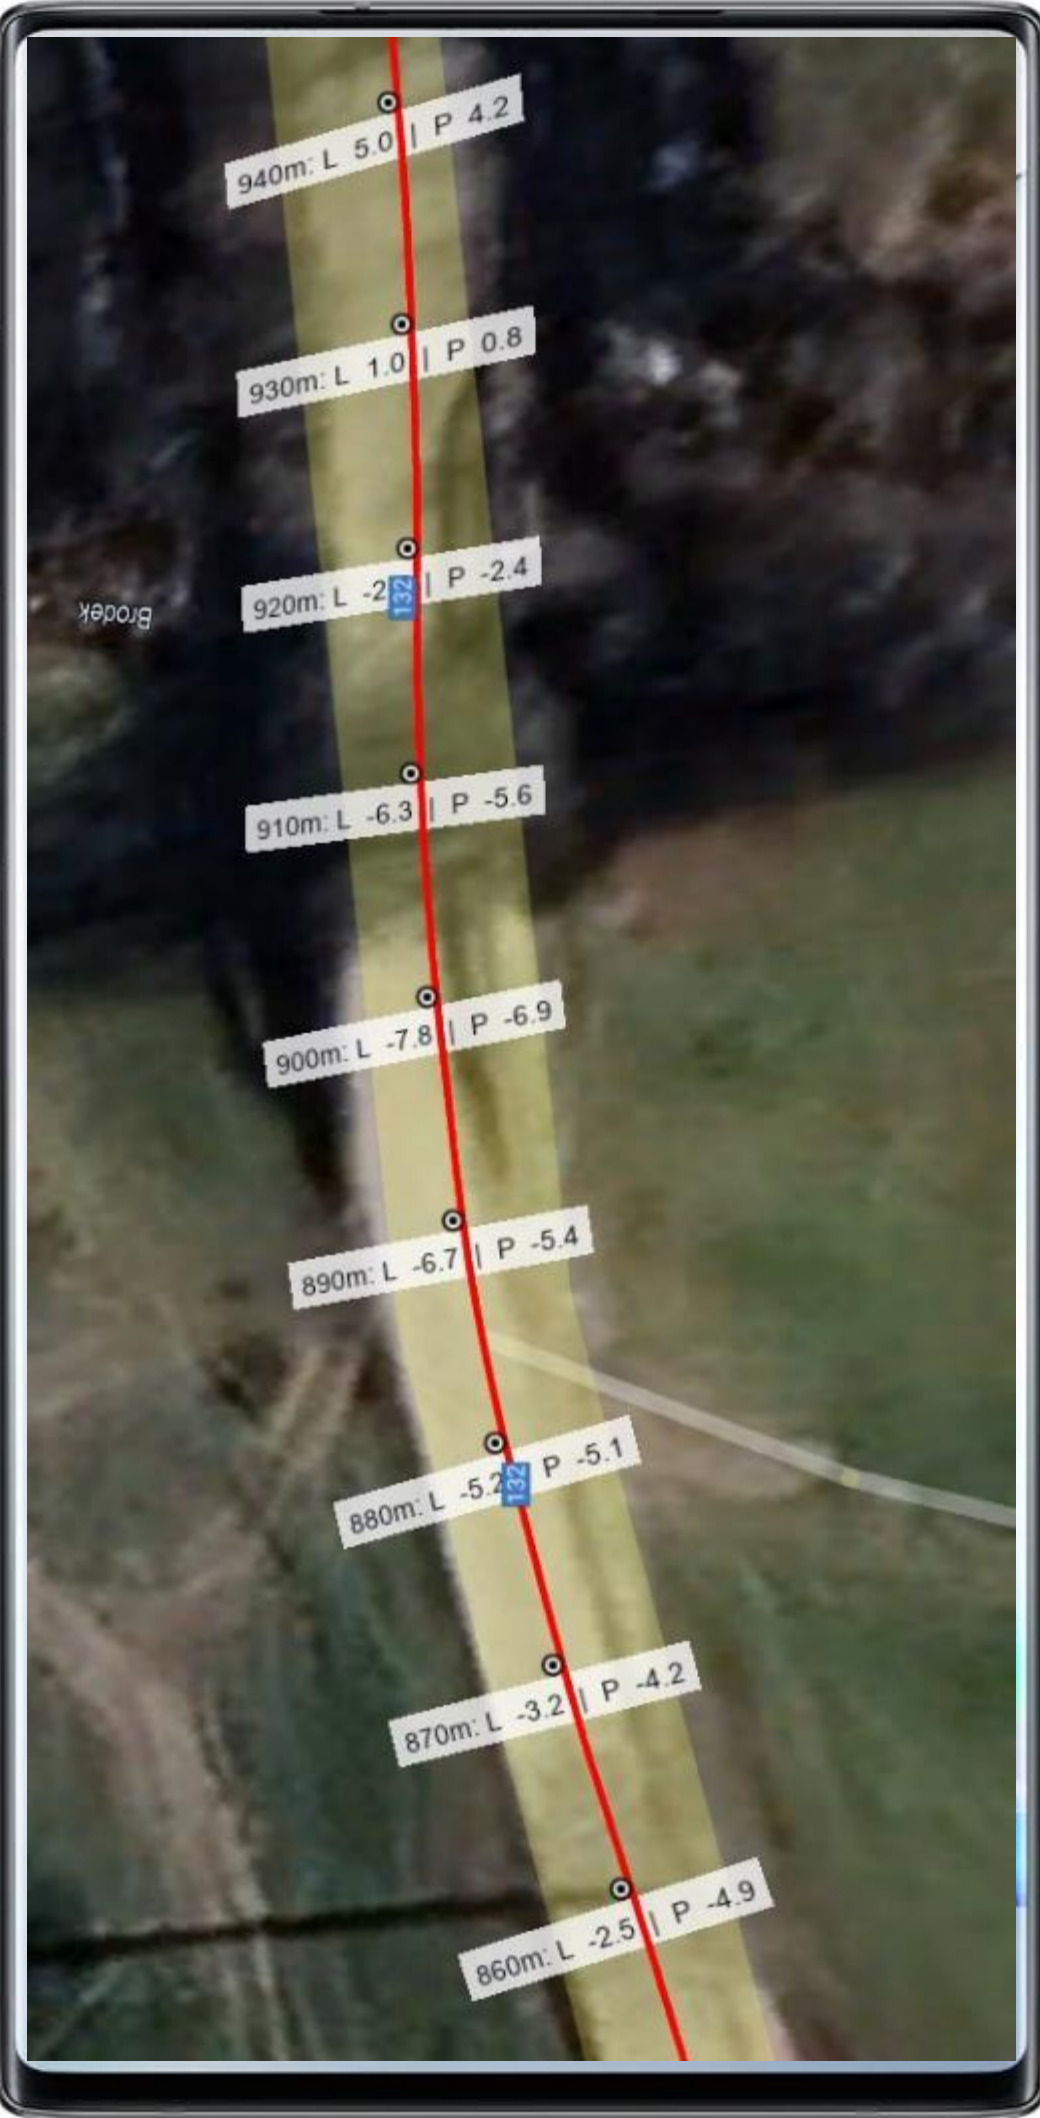 940m: L 5.0 | P 4.2
930m: L 1.0 | P 0.8
920m: L -2 | P -2.4
132
Brodek
910m: L -6.3 | P -5.6
900m: L -7.8 | P -6.9
890m: L -6.7 | P -5.4
880m: L -5.2 P -5.1
132
870m: L -3.2 | P -4.2
860m: L -2.5 | P -4.9